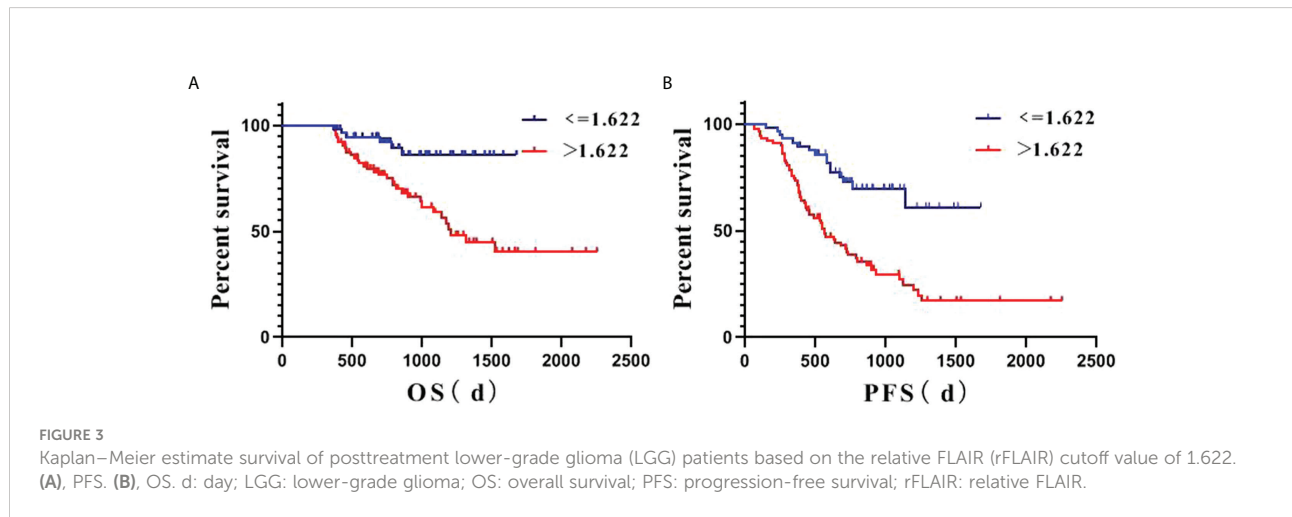 A
B
Percent survival
100
50
0
<=1.622
>1.622
0 500 1000 1500 2000 2500
OS( d)
Percent survival
100
50
0
<=1.622
>1.622
0 500 1000 1500 2000 2500
PFS( d)
FIGURE 3
Kaplan–Meier estimate survival of posttreatment lower-grade glioma (LGG) patients based on the relative FLAIR (rFLAIR) cutoff value of 1.622.
(A), PFS. (B), OS. d: day; LGG: lower-grade glioma; OS: overall survival; PFS: progression-free survival; rFLAIR: relative FLAIR.